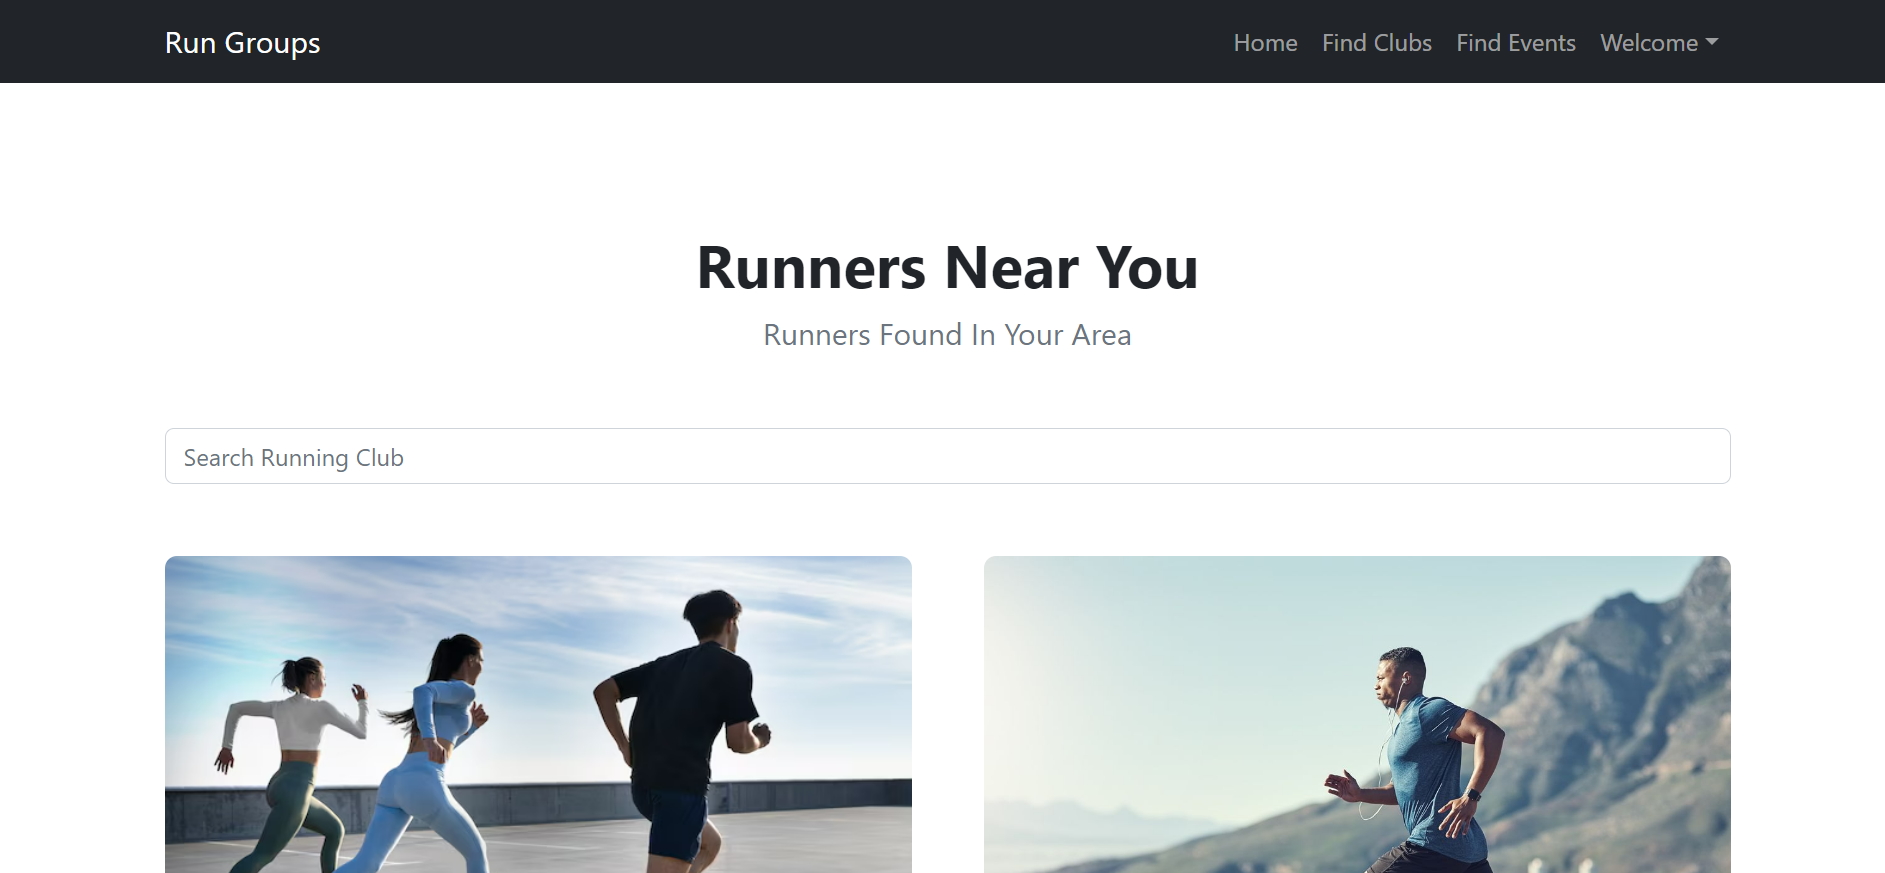 Run Groups
Home Find Clubs Find Events Welcome
Runners Near You
Runners Found In Your Area
Search Running Club